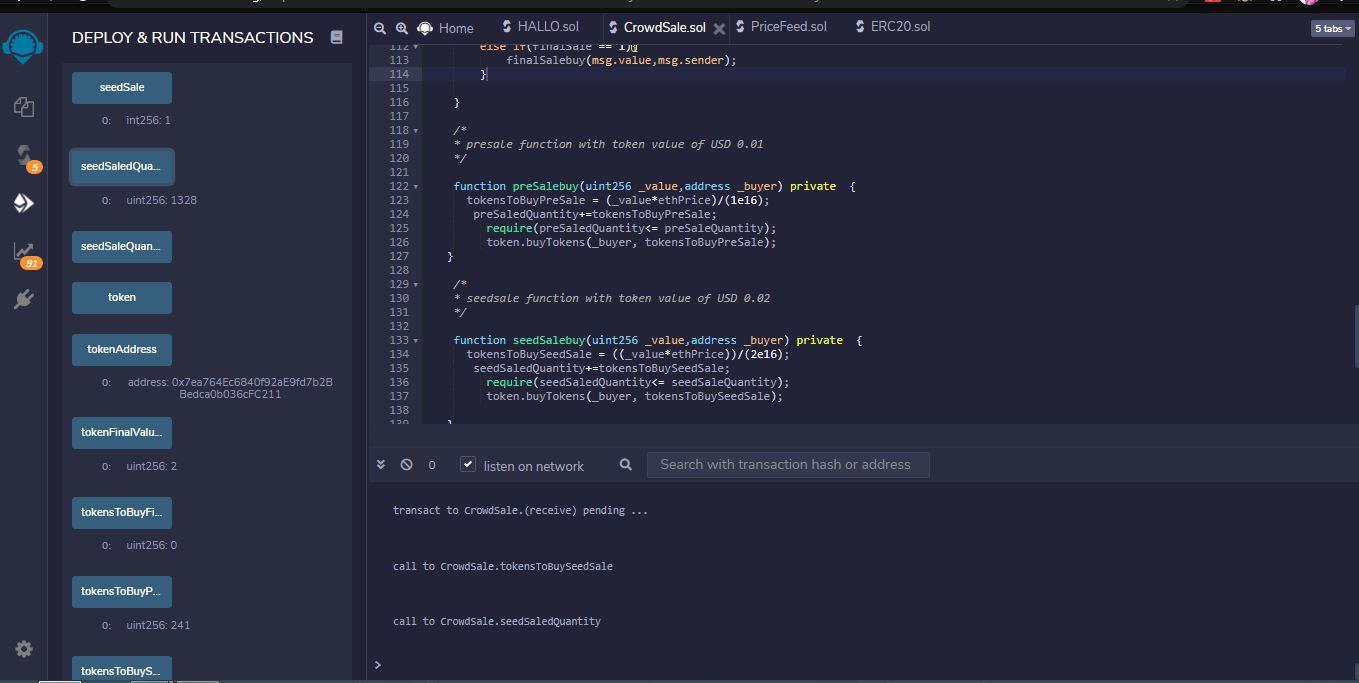 DEPLOY & RUN TRANSACTIONS
seedSale
0: int256: 1
seedSaledQua...
0: uint256: 1328
seedSaleQuan...
token
tokenAddress
0: address: 0x7ea764Ec6840f92aE9fd7b2B
Bedca0b036cFC211
tokenFinalValu...
0: uint256: 2
tokensToBuyFi...
0: uint256: 0
tokensToBuyP...
0: uint256: 241
tokensToBuyS...
5
91
Home
HALLO.sol
CrowdSale.sol
PriceFeed.sol
ERC20.sol
5 tabs
112 else if(finalSale == 1){
113 finalSalebuy(msg.value,msg.sender);
114 }
115
116 }
117
118 /*
119 * presale function with token value of USD 0.01
120 */
121
122 function preSalebuy(uint256 _value,address _buyer) private {
123 tokensToBuyPreSale = (_value*ethPrice)/(1e16);
124 preSaledQuantity+=tokensToBuyPreSale;
125 require(preSaledQuantity<= preSaleQuantity);
126 token.buyTokens(_buyer, tokensToBuyPreSale);
127 }
128
129 /*
130 * seedsale function with token value of USD 0.02
131 */
132
133 function seedSalebuy(uint256 _value,address _buyer) private {
134 tokensToBuySeedSale = ((_value*ethPrice))/(2e16);
135 seedSaledQuantity+=tokensToBuySeedSale;
136 require(seedSaledQuantity<= seedSaleQuantity);
137 token.buyTokens(_buyer, tokensToBuySeedSale);
138
139 }
0
listen on network
Search with transaction hash or address
transact to CrowdSale.(receive) pending ...
call to CrowdSale.tokensToBuySeedSale
call to CrowdSale.seedSaledQuantity
>